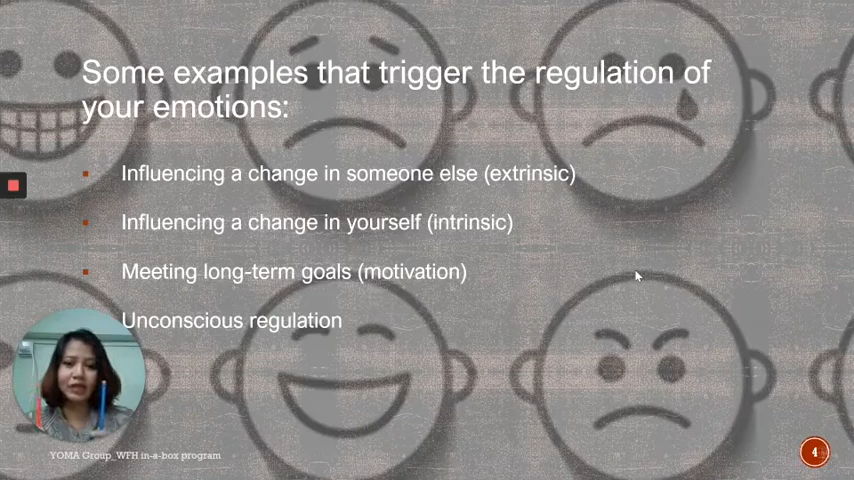 Some examples that trigger the regulation of
your emotions:
Influencing a change in someone else (extrinsic)
Influencing a change in yourself (intrinsic)
Meeting long-term goals (motivation)
Unconscious regulation
YOMA Group_WFH in-a-box program
4